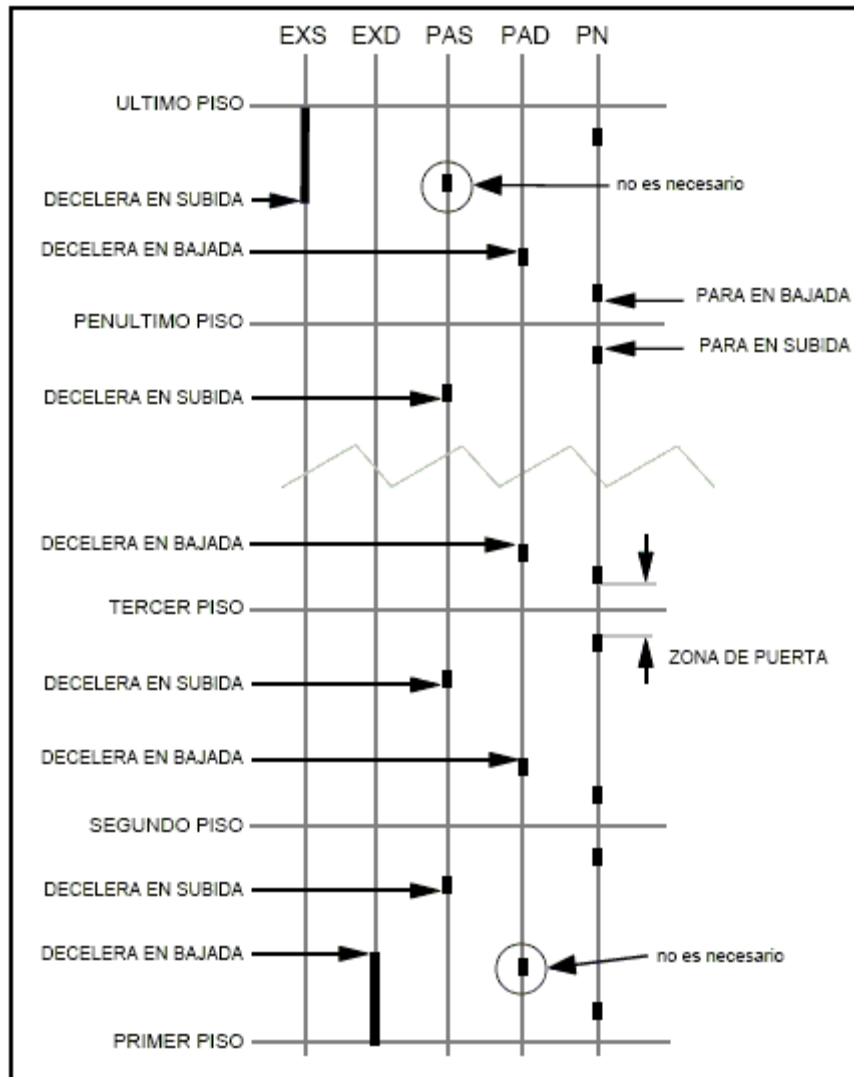 EXS EXD PAS PAD PN
ULTIMO PISO
no es necesario
DECELERA EN SUBIDA
DECELERA EN BAJADA
PARA EN BAJADA
PENULTIMO PISO
PARA EN SUBIDA
DECELERA EN SUBIDA
DECELERA EN BAJADA
TERCER PISO
ZONA DE PUERTA
DECELERA EN SUBIDA
DECELERA EN BAJADA
SEGUNDO PISO
DECELERA EN SUBIDA
DECELERA EN BAJADA
no es necesario
PRIMER PISO